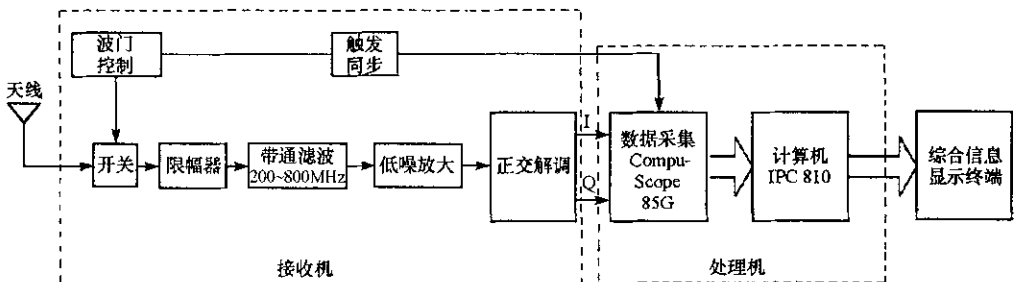 波门
控制
触发
同步
天线
开关
限幅器
带通滤波
200~800MHz
低噪放大
正交解调
I
Q
数据采集
Compu-
Scope
85G
计算机
IPC 810
综合信息
显示终端
接收机
处理机